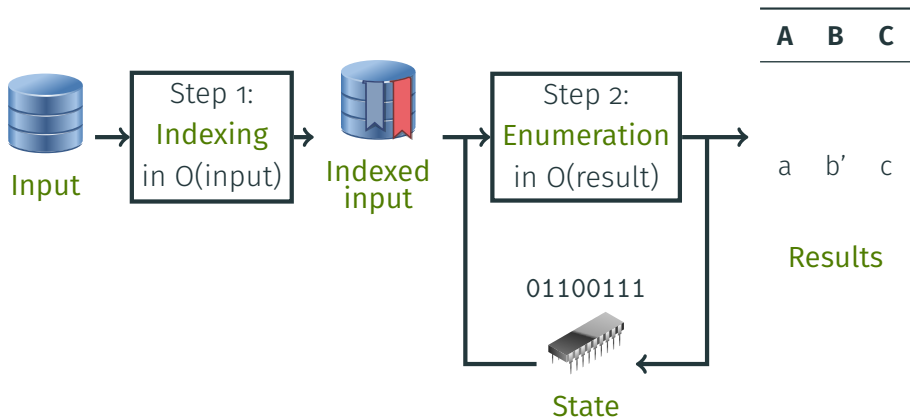 A B C
Step 1:
Indexing
in O(input)
Step 2:
Enumeration
in O(result)
Input
Indexed
input
a b’ c
Results
01100111
State